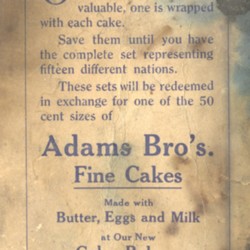 valuable, one is wrapped
with each cake.
Save them until you have
the complete set representing
fifteen different nations.
These sets will be redeemed
in exchange for one of the 50
cent sizes of
Adams Bro's.
Fine Cakes
Made with
Butter, Eggs and Milk
at Our New